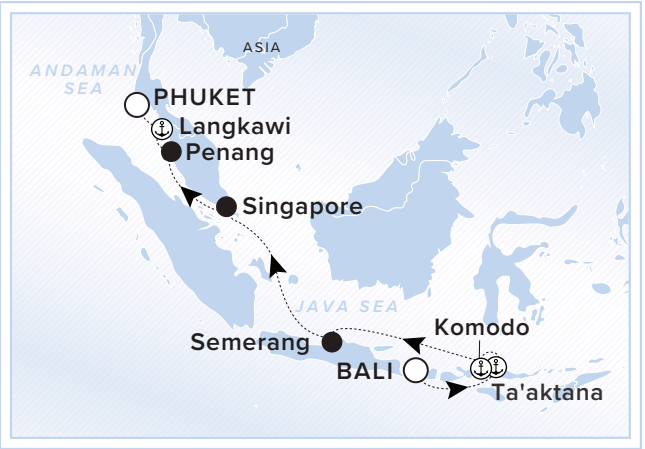 ASIA
ANDAMAN
SEA
PHUKET
Langkawi
Penang
Singapore
JAVA SEA
Komodo
Semerang
BALI
Ta'aktana